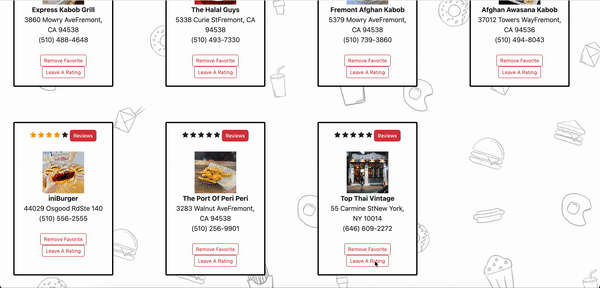 Express Kabob Grill
3860 Mowry AveFremont,
CA 94538
(510) 488-4648
Remove Favorite
Leave A Rating
The Halal Guys
5338 Curie StFremont, CA
94538
(510) 493-7330
Remove Favorite
Leave A Rating
Fremont Afghan Kabob
5379 Mowry AveFremont,
CA 94538
(510) 739-3860
Remove Favorite
Leave A Rating
Afghan Awasana Kabob
37012 Towers WayFremont,
CA 94536
(510) 494-8043
Remove Favorite
Leave A Rating
Reviews
iniBurger
44029 Osgood RdSte 140
(510) 556-2555
Remove Favorite
Leave A Rating
Reviews
The Port Of Peri Peri
3283 Walnut AveFremont,
CA 94538
(510) 256-9901
Remove Favorite
Leave A Rating
Reviews
Top Thai Vintage
55 Carmine StNew York,
NY 10014
(646) 609-2272
Remove Favorite
Leave A Rating